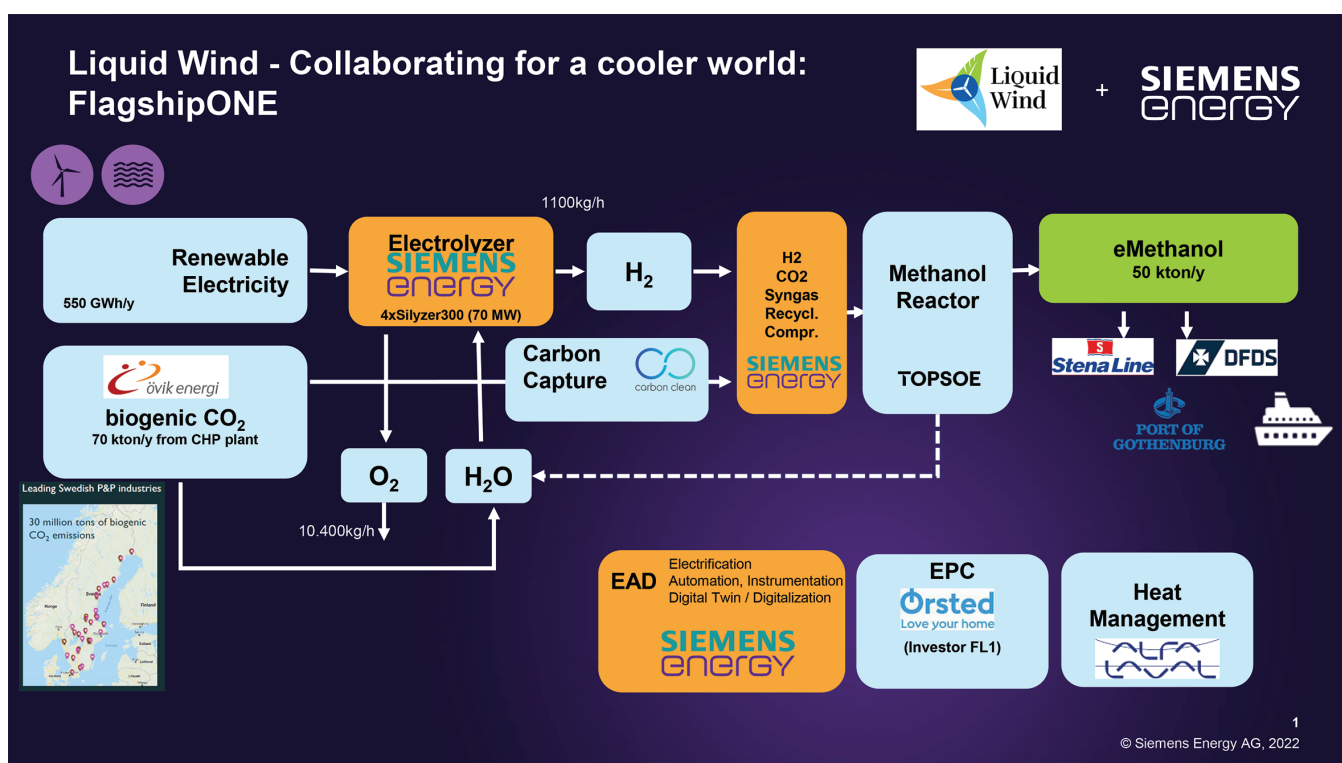 Liquid Wind - Collaborating for a cooler world:
FlagshipONE
Liquid
Wind
+
SIEMENS
energy
1100kg/h
Renewable
Electricity
550 GWh/y
Electrolyzer
SIEMENS
energy
4xSilyzer300 (70 MW)
H2
H2
CO2
Syngas
Recycl.
Compr.
SIEMENS
energy
Methanol
Reactor
TOPSOE
eMethanol
50 kton/y
S
Stena Line
DFDS
PORT OF
GOTHENBURG
övik energi
biogenic CO2
70 kton/y from CHP plant
Carbon
Capture
carbon clean
O2
H2O
10.400kg/h
Leading Swedish P&P industries
30 million tons of biogenic
CO2 emissions
Norge
Finland
EAD
Electrification
Automation, Instrumentation
Digital Twin / Digitalization
SIEMENS
energy
EPC
Ørsted
Love your home
(Investor FL1)
Heat
Management
ALFA
LAVAL
1
© Siemens Energy AG, 2022